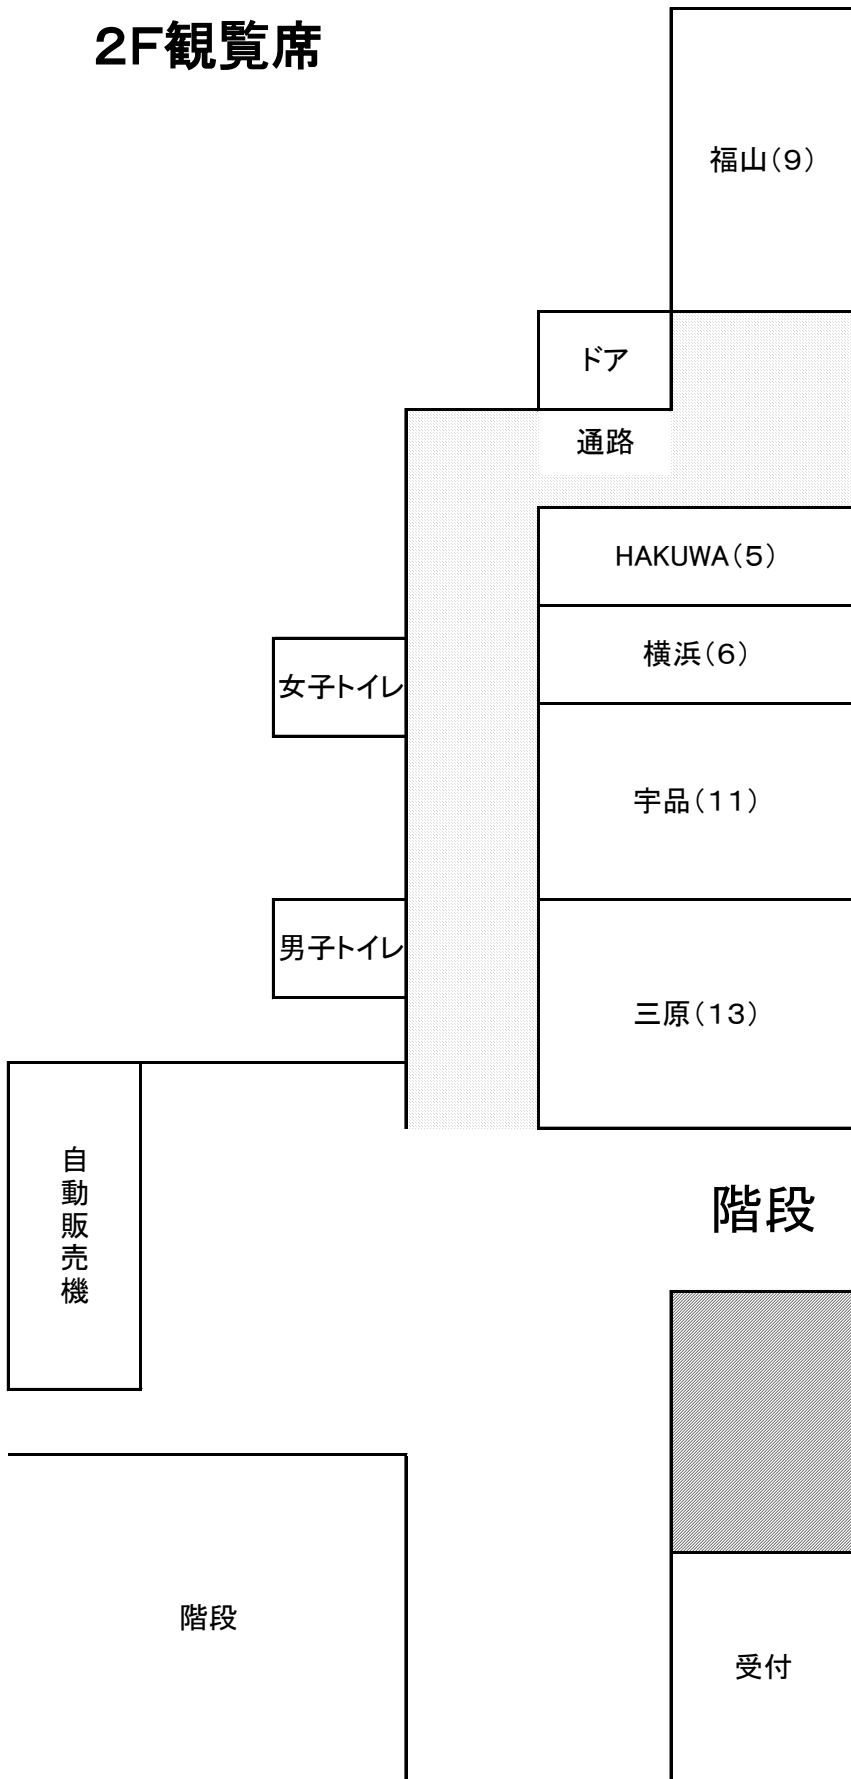 ２F観覧席
福山（９）
ドア
通路
HAKUWA（５）
横浜（６）
女子トイレ
宇品（１１）
男子トイレ
三原（１３）
自動販売機
階段
階段
受付